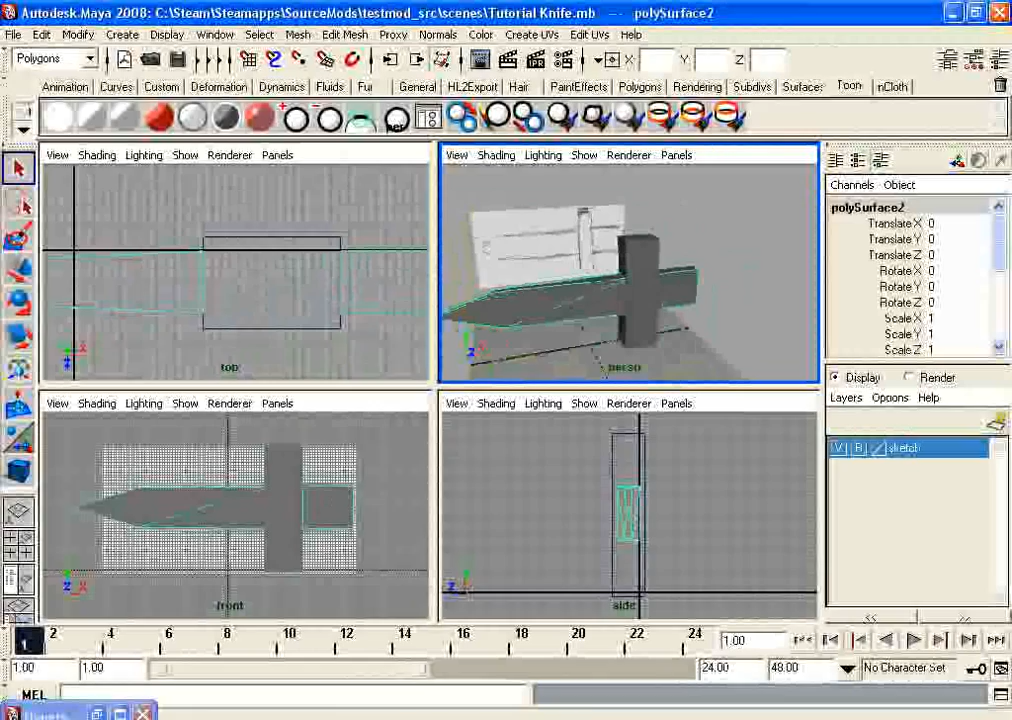 Autodesk Maya 2008: C:\Steam\Steamapps\SourceMods\testmod_src\scenes\Tutorial Knife.mb --- polySurface2
File Edit Modify Create Display Window Select Mesh Edit Mesh Proxy Normals Color Create UVs Edit UVs Help
Polygons X: Y: Z:
Animation Curves Custom Deformation Dynamics Fluids Fur General HL2Export Hair PaintEffects Polygons Rendering Subdivs Surfaces Toon nCloth
View Shading Lighting Show Renderer Panels
View Shading Lighting Show Renderer Panels
Channels Object
polySurface2
Translate X 0
Translate Y 0
Translate Z 0
Rotate X 0
Rotate Y 0
Rotate Z 0
Scale X 1
Scale Y 1
Scale Z 1
top
persp
Display Render
Layers Options Help
View Shading Lighting Show Renderer Panels
View Shading Lighting Show Renderer Panels
V R sketch
front
side
1 2 4 6 8 10 12 14 16 18 20 22 24 1.00
1.00 1.00 24.00 48.00 No Character Set
MEL